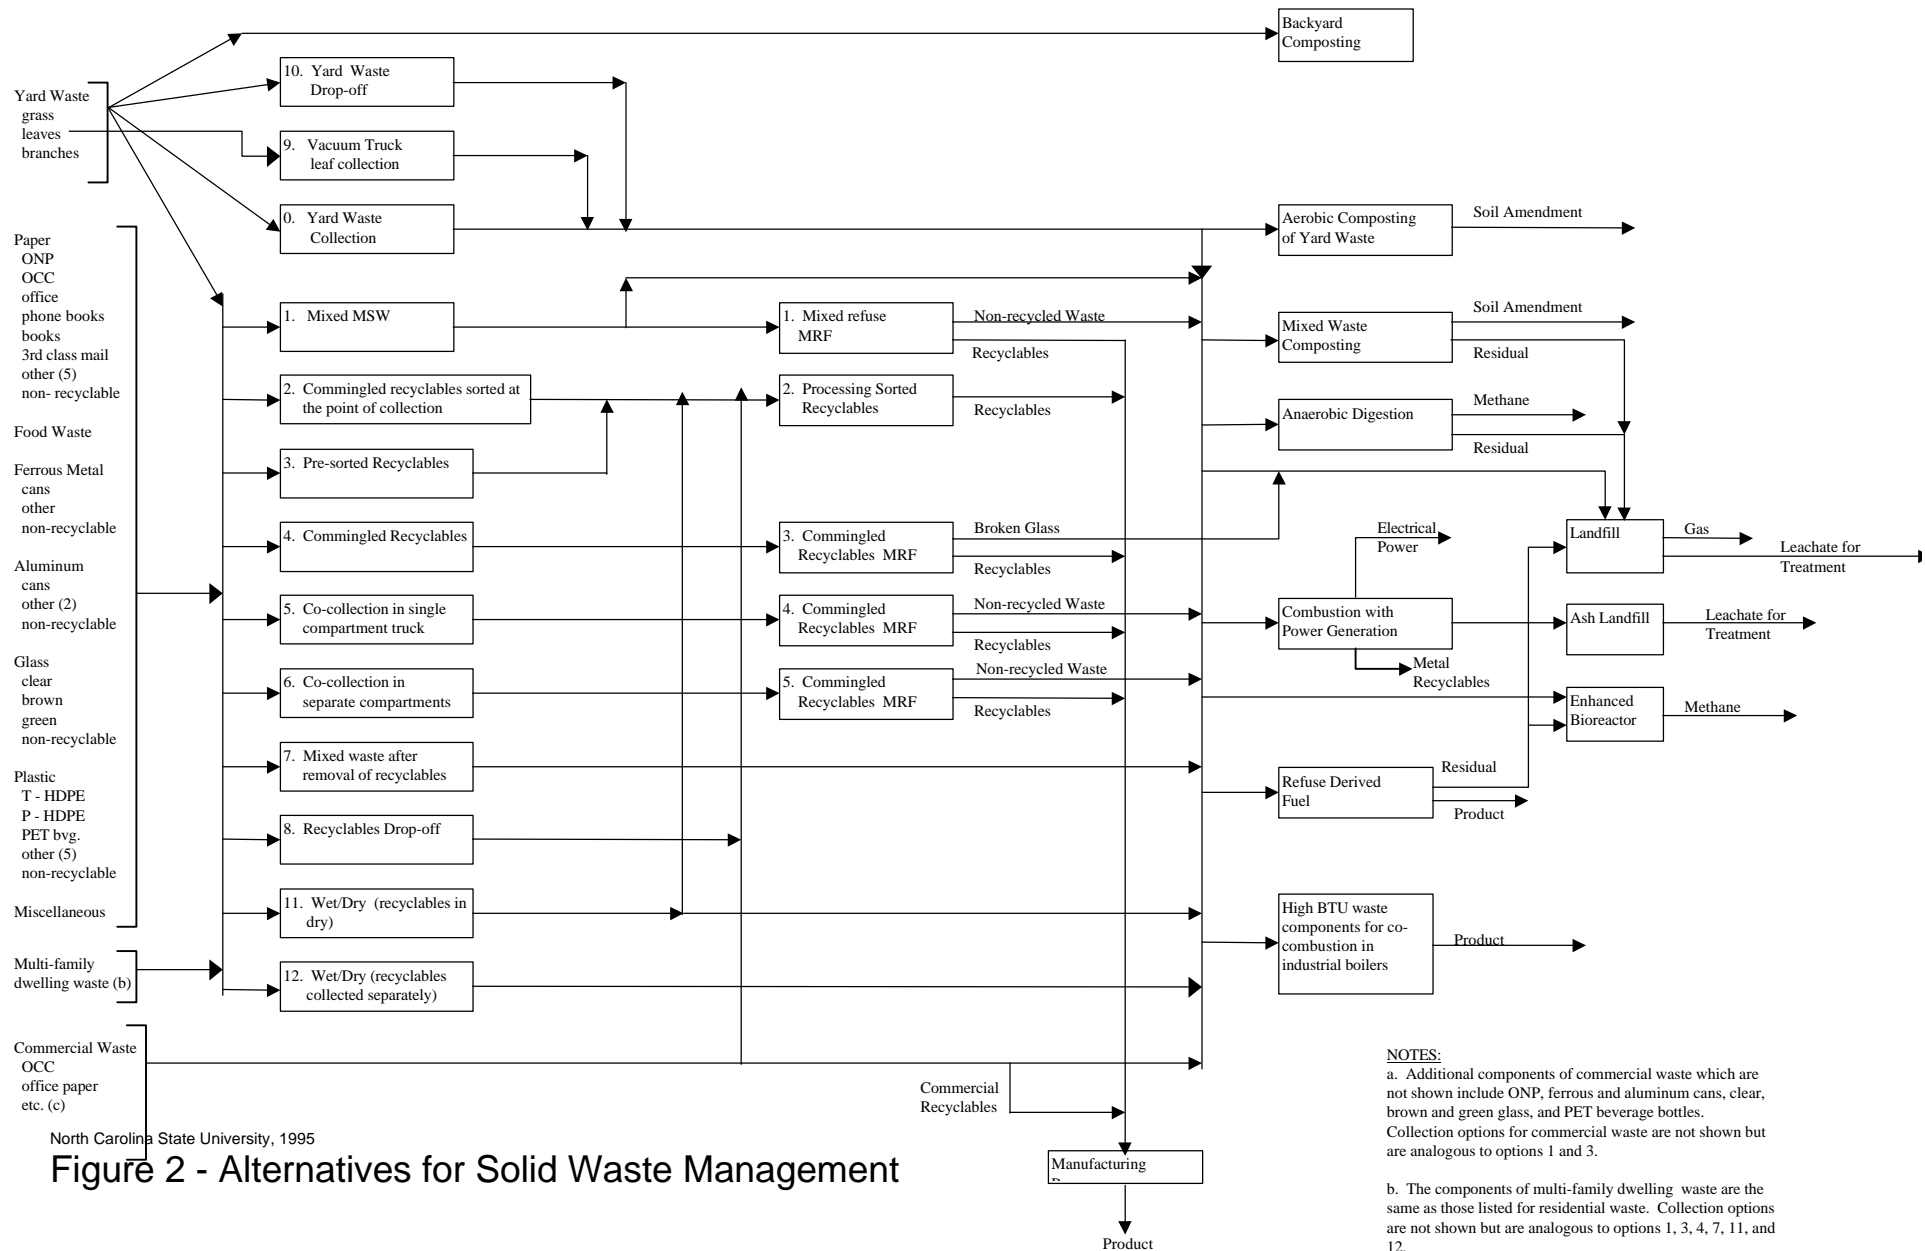 Backyard
Composting
10. Yard Waste
Drop-off
Yard Waste
grass
leaves
branches
9. Vacuum Truck
leaf collection
0. Yard Waste
Collection
Aerobic Composting
of Yard Waste
Soil Amendment
Paper
ONP
OCC
office
phone books
books
3rd class mail
other (5)
non- recyclable
Food Waste
Ferrous Metal
cans
other
non-recyclable
Aluminum
cans
other (2)
non-recyclable
Glass
clear
brown
green
non-recyclable
Plastic
T - HDPE
P - HDPE
PET bvg.
other (5)
non-recyclable
Miscellaneous
Multi-family
dwelling waste (b)
Commercial Waste
OCC
office paper
etc. (c)
1. Mixed MSW
2. Commingled recyclables sorted at
the point of collection
3. Pre-sorted Recyclables
4. Commingled Recyclables
5. Co-collection in single
compartment truck
6. Co-collection in
separate compartments
7. Mixed waste after
removal of recyclables
8. Recyclables Drop-off
11. Wet/Dry (recyclables in
dry)
12. Wet/Dry (recyclables
collected separately)
1. Mixed refuse
MRF
Non-recycled Waste
Recyclables
2. Processing Sorted
Recyclables
Recyclables
3. Commingled
Recyclables MRF
Broken Glass
Recyclables
4. Commingled
Recyclables MRF
Non-recycled Waste
Recyclables
5. Commingled
Recyclables MRF
Non-recycled Waste
Recyclables
Commercial
Recyclables
Manufacturing
Product
Mixed Waste
Composting
Soil Amendment
Residual
Anaerobic Digestion
Methane
Residual
Electrical
Power
Combustion with
Power Generation
Metal
Recyclables
Landfill
Gas
Leachate for
Treatment
Ash Landfill
Leachate for
Treatment
Enhanced
Bioreactor
Methane
Refuse Derived
Fuel
Residual
Product
High BTU waste
components for co-
combustion in
industrial boilers
Product
NOTES:
a. Additional components of commercial waste which are
not shown include ONP, ferrous and aluminum cans, clear,
brown and green glass, and PET beverage bottles.
Collection options for commercial waste are not shown but
are analogous to options 1 and 3.
b. The components of multi-family dwelling waste are the
same as those listed for residential waste. Collection options
are not shown but are analogous to options 1, 3, 4, 7, 11, and
12.
North Carolina State University, 1995
Figure 2 - Alternatives for Solid Waste Management